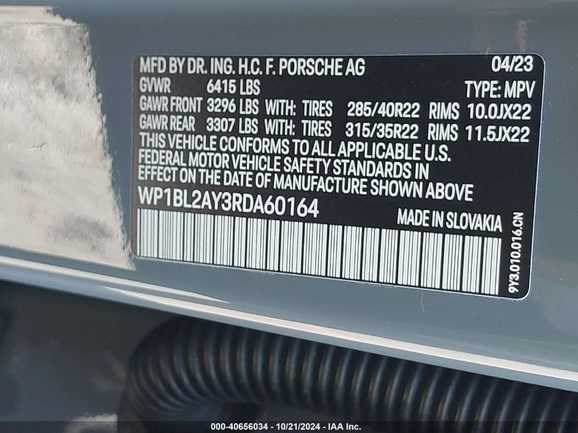 MFD BY DR. ING. H.C. F. PORSCHE AG 04/23
GVWR 6415 LBS TYPE: MPV
GAWR FRONT 3296 LBS WITH: TIRES 285/40R22 RIMS 10.0JX22
GAWR REAR 3307 LBS WITH: TIRES 315/35R22 RIMS 11.5JX22
THIS VEHICLE CONFORMS TO ALL APPLICABLE U.S.
FEDERAL MOTOR VEHICLE SAFETY STANDARDS IN
EFFECT ON THE DATE OF MANUFACTURE SHOWN ABOVE
WP1BL2AY3RDA60164 MADE IN SLOVAKIA
9Y3.010.016.CN
000-40656034 - 10/21/2024 - IAA Inc.